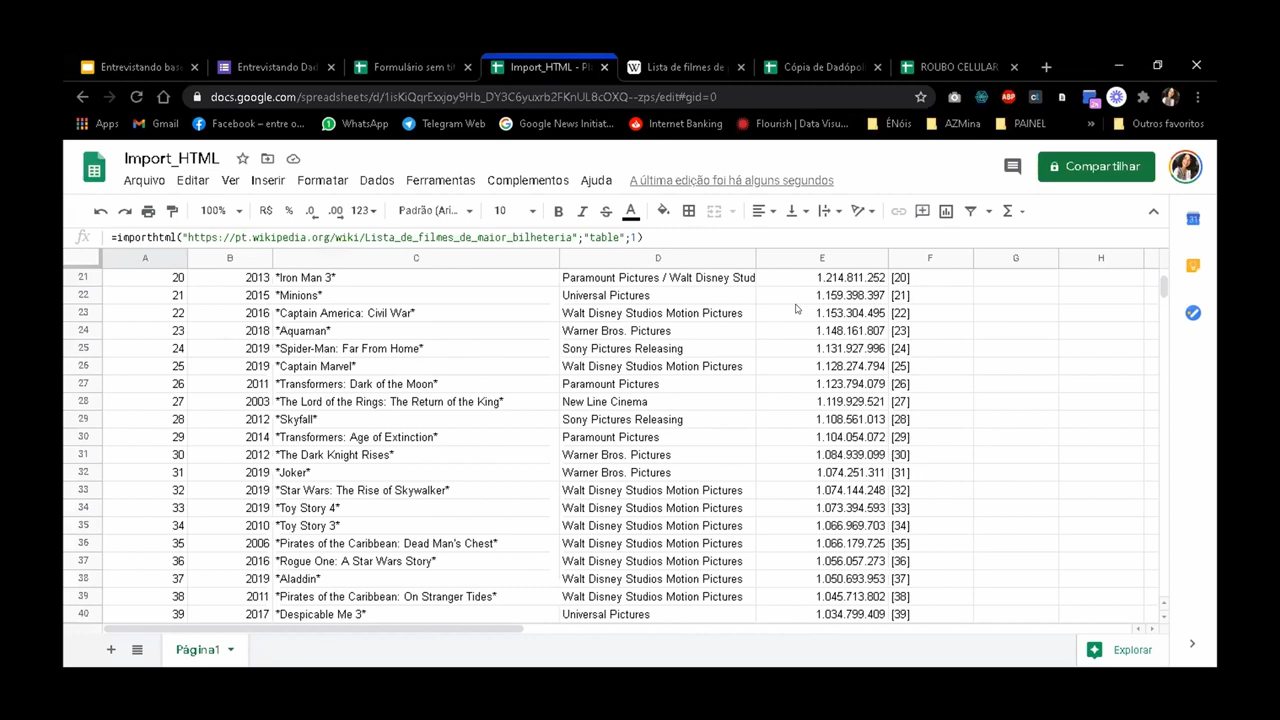 Entrevistando bas
Entrevistando Dad
Formulário sem tít
Import_HTML - Pl
Lista de filmes de
Cópia de Dadópol
ROUBO CELULAR
docs.google.com/spreadsheets/d/1isKiQqrExxjoy9Hb_DY3C6yuxrb2FKnUL8cOXQ--zps/edit#gid=0
Apps
Gmail
Facebook – entre o...
WhatsApp
Telegram Web
Google News Initiat...
Internet Banking
Flourish | Data Visu...
ÉNóis
AZMina
PAINEL
»
Outros favoritos
Import_HTML
Compartilhar
Arquivo Editar Ver Inserir Formatar Dados Ferramentas Complementos Ajuda A última edição foi há alguns segundos
100% R$ % .0 .00 123 Padrão (Ari... 10 B I S A Σ
fx =importhtml("https://pt.wikipedia.org/wiki/Lista_de_filmes_de_maior_bilheteria";"table";1)
A B C D E F G H
21 20 2013 *Iron Man 3* Paramount Pictures / Walt Disney Stud 1.214.811.252 [20]
22 21 2015 *Minions* Universal Pictures 1.159.398.397 [21]
23 22 2016 *Captain America: Civil War* Walt Disney Studios Motion Pictures 1.153.304.495 [22]
24 23 2018 *Aquaman* Warner Bros. Pictures 1.148.161.807 [23]
25 24 2019 *Spider-Man: Far From Home* Sony Pictures Releasing 1.131.927.996 [24]
26 25 2019 *Captain Marvel* Walt Disney Studios Motion Pictures 1.128.274.794 [25]
27 26 2011 *Transformers: Dark of the Moon* Paramount Pictures 1.123.794.079 [26]
28 27 2003 *The Lord of the Rings: The Return of the King* New Line Cinema 1.119.929.521 [27]
29 28 2012 *Skyfall* Sony Pictures Releasing 1.108.561.013 [28]
30 29 2014 *Transformers: Age of Extinction* Paramount Pictures 1.104.054.072 [29]
31 30 2012 *The Dark Knight Rises* Warner Bros. Pictures 1.084.939.099 [30]
32 31 2019 *Joker* Warner Bros. Pictures 1.074.251.311 [31]
33 32 2019 *Star Wars: The Rise of Skywalker* Walt Disney Studios Motion Pictures 1.074.144.248 [32]
34 33 2019 *Toy Story 4* Walt Disney Studios Motion Pictures 1.073.394.593 [33]
35 34 2010 *Toy Story 3* Walt Disney Studios Motion Pictures 1.066.969.703 [34]
36 35 2006 *Pirates of the Caribbean: Dead Man's Chest* Walt Disney Studios Motion Pictures 1.066.179.725 [35]
37 36 2016 *Rogue One: A Star Wars Story* Walt Disney Studios Motion Pictures 1.056.057.273 [36]
38 37 2019 *Aladdin* Walt Disney Studios Motion Pictures 1.050.693.953 [37]
39 38 2011 *Pirates of the Caribbean: On Stranger Tides* Walt Disney Studios Motion Pictures 1.045.713.802 [38]
40 39 2017 *Despicable Me 3* Universal Pictures 1.034.799.409 [39]
Página1
Explorar